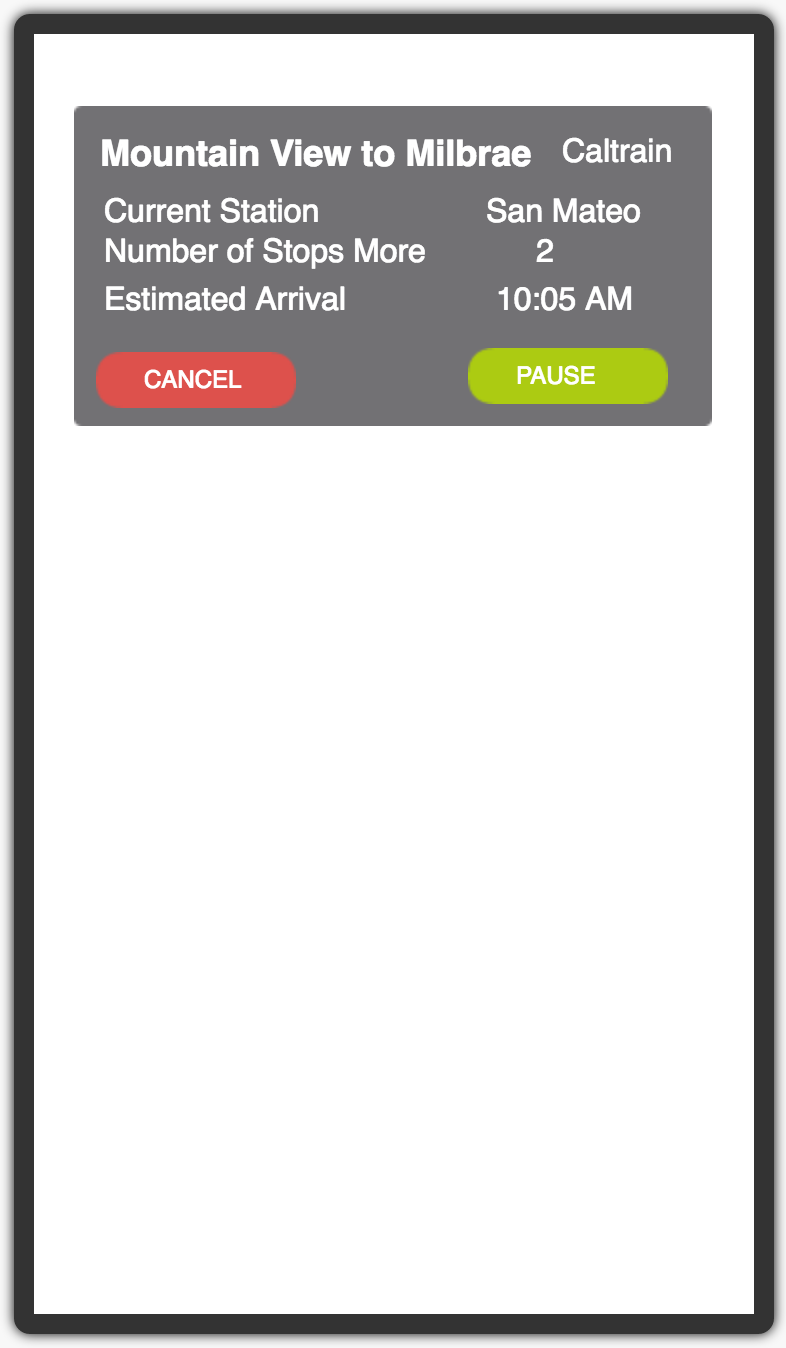 Mountain View to Milbrae Caltrain
Current Station San Mateo
Number of Stops More 2
Estimated Arrival 10:05 AM
CANCEL PAUSE